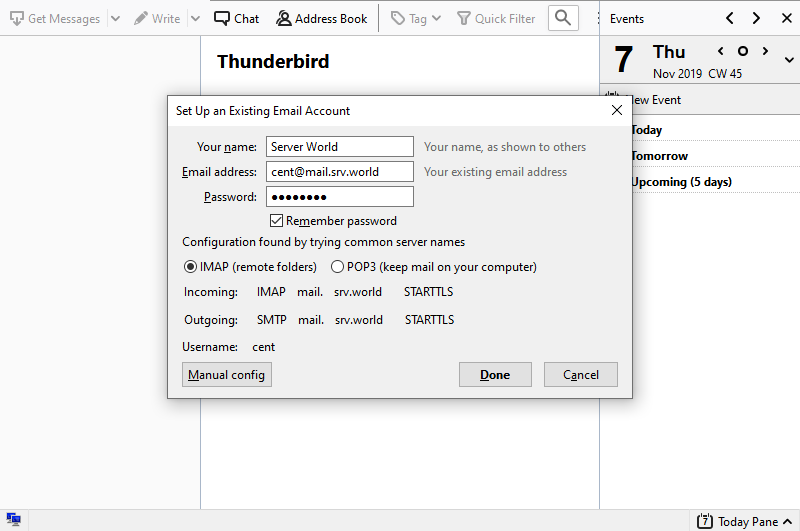 Get Messages Write Chat Address Book Tag Quick Filter Events
Thunderbird
7 Thu
Nov 2019 CW 45
New Event
Today
Tomorrow
Upcoming (5 days)
Set Up an Existing Email Account
Your name: Server World Your name, as shown to others
Email address: cent@mail.srv.world Your existing email address
Password: ●●●●●●●●
Remember password
Configuration found by trying common server names
IMAP (remote folders) POP3 (keep mail on your computer)
Incoming: IMAP mail. srv.world STARTTLS
Outgoing: SMTP mail. srv.world STARTTLS
Username: cent
Manual config Done Cancel
7 Today Pane